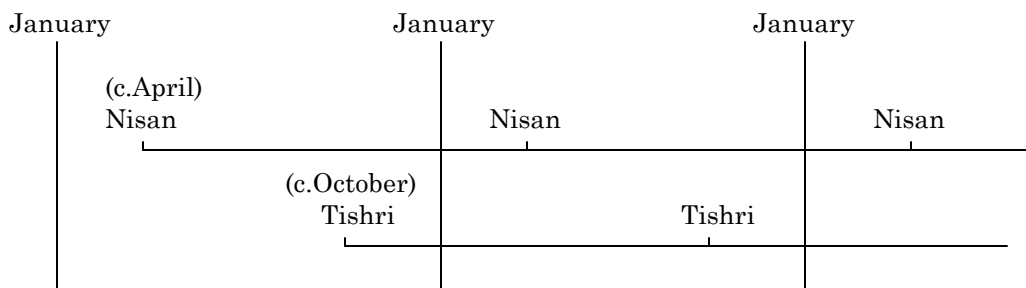 January January January
(c.April)
Nisan Nisan Nisan
(c.October)
Tishri Tishri